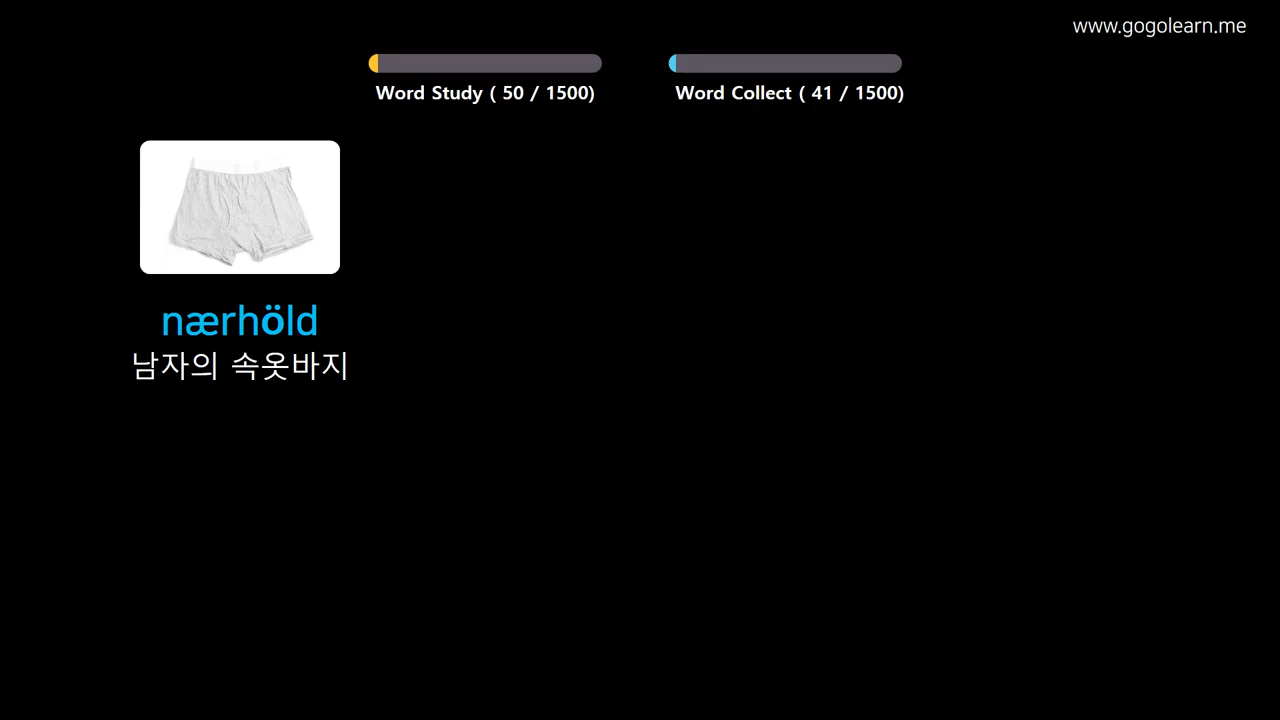 www.gogolearn.me
Word Study ( 50 / 1500)
Word Collect ( 41 / 1500)
nærhöld
남자의 속옷바지